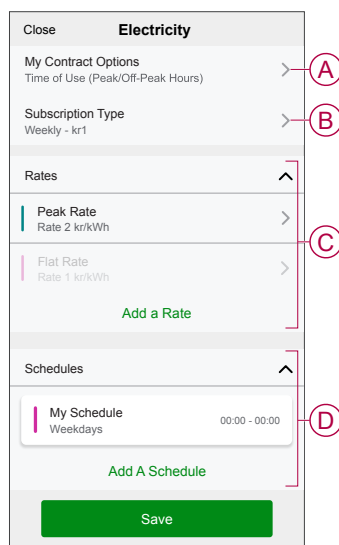 Close Electricity
My Contract Options
Time of Use (Peak/Off-Peak Hours)
A
Subscription Type
Weekly - kr1
B
Rates
Peak Rate
Rate 2 kr/kWh
C
Flat Rate
Rate 1 kr/kWh
Add a Rate
Schedules
My Schedule
Weekdays
00:00 - 00:00
D
Add A Schedule
Save